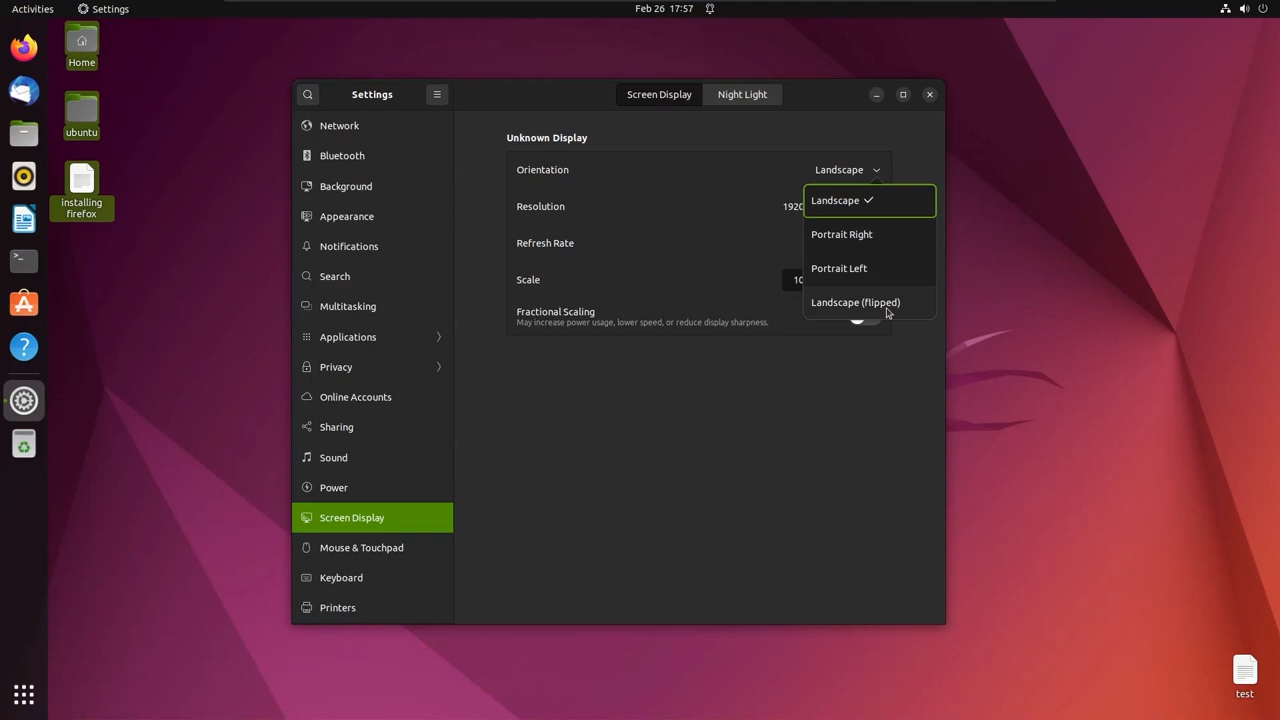 Activities
Settings
Feb 26 17:57
Home
ubuntu
installing
firefox
Settings
Screen Display
Night Light
Network
Bluetooth
Background
Appearance
Notifications
Search
Multitasking
Applications
Privacy
Online Accounts
Sharing
Sound
Power
Screen Display
Mouse & Touchpad
Keyboard
Printers
Unknown Display
Orientation
Landscape
Resolution
1920
Refresh Rate
Scale
10
Fractional Scaling
May increase power usage, lower speed, or reduce display sharpness.
Landscape
Portrait Right
Portrait Left
Landscape (flipped)
test